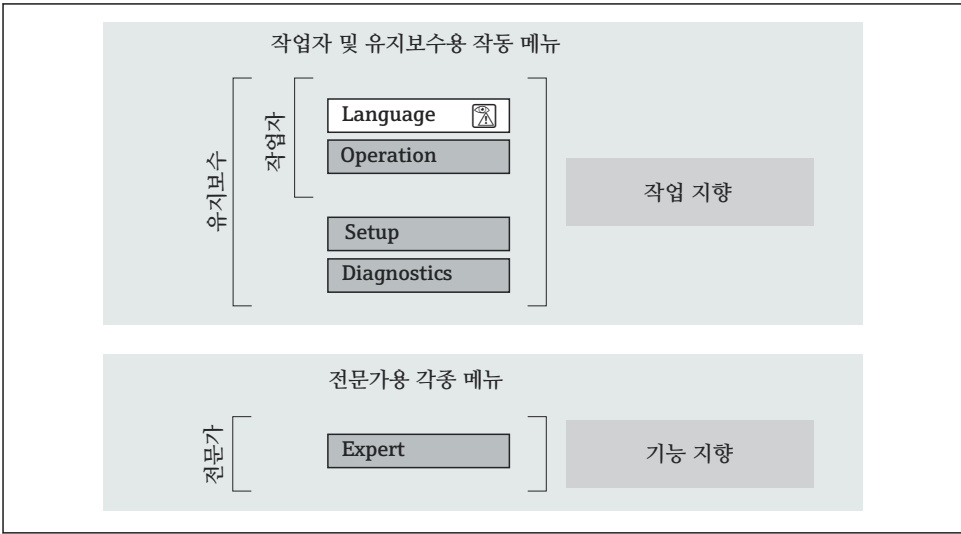 작업자 및 유지보수용 작동 메뉴
유지보수
작업자
Language
Operation
Setup
Diagnostics
작업 지향
전문가용 각종 메뉴
전문가
Expert
기능 지향